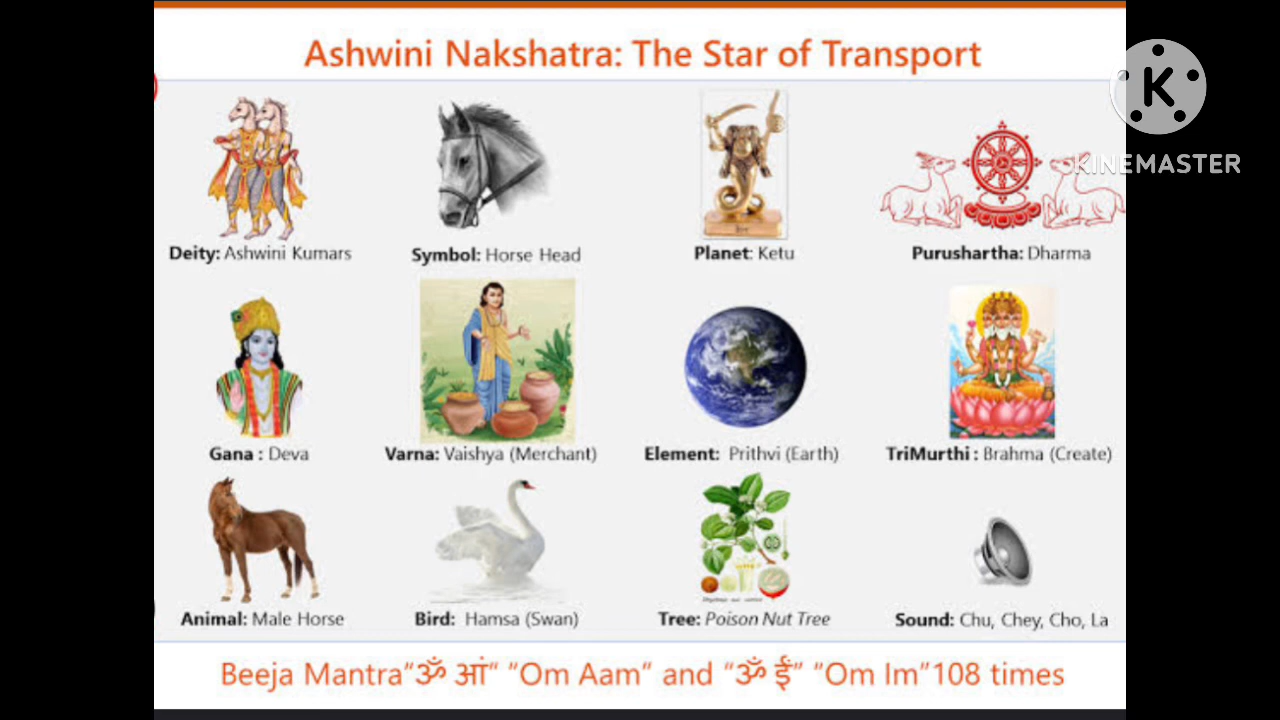 Ashwini Nakshatra: The Star of Transport
K
KINEMASTER
Deity: Ashwini Kumars
Symbol: Horse Head
Planet: Ketu
Purushartha: Dharma
Gana : Deva
Varna: Vaishya (Merchant)
Element: Prithvi (Earth)
TriMurthi : Brahma (Create)
Animal: Male Horse
Bird: Hamsa (Swan)
Tree: Poison Nut Tree
Sound: Chu, Chey, Cho, La
Beeja Mantra"ॐ आं" "Om Aam" and "ॐ ईं" "Om Im"108 times